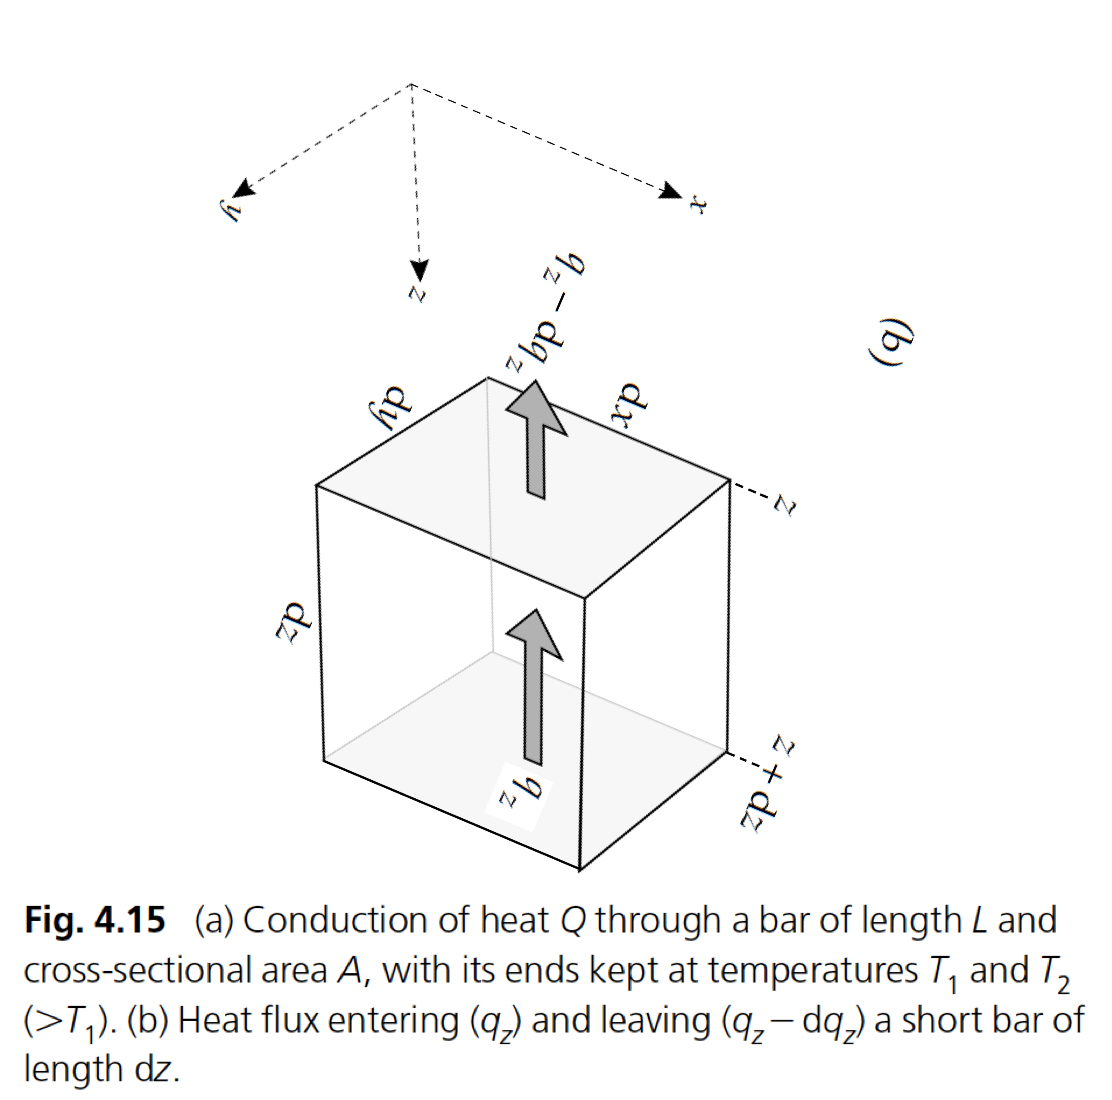 y
x
z
q_z − dq_z
(b)
dy
dx
z
dz
z + dz
q_z
Fig. 4.15 (a) Conduction of heat Q through a bar of length L and
cross-sectional area A, with its ends kept at temperatures T_1 and T_2
(>T_1). (b) Heat flux entering (q_z) and leaving (q_z − dq_z) a short bar of
length dz.